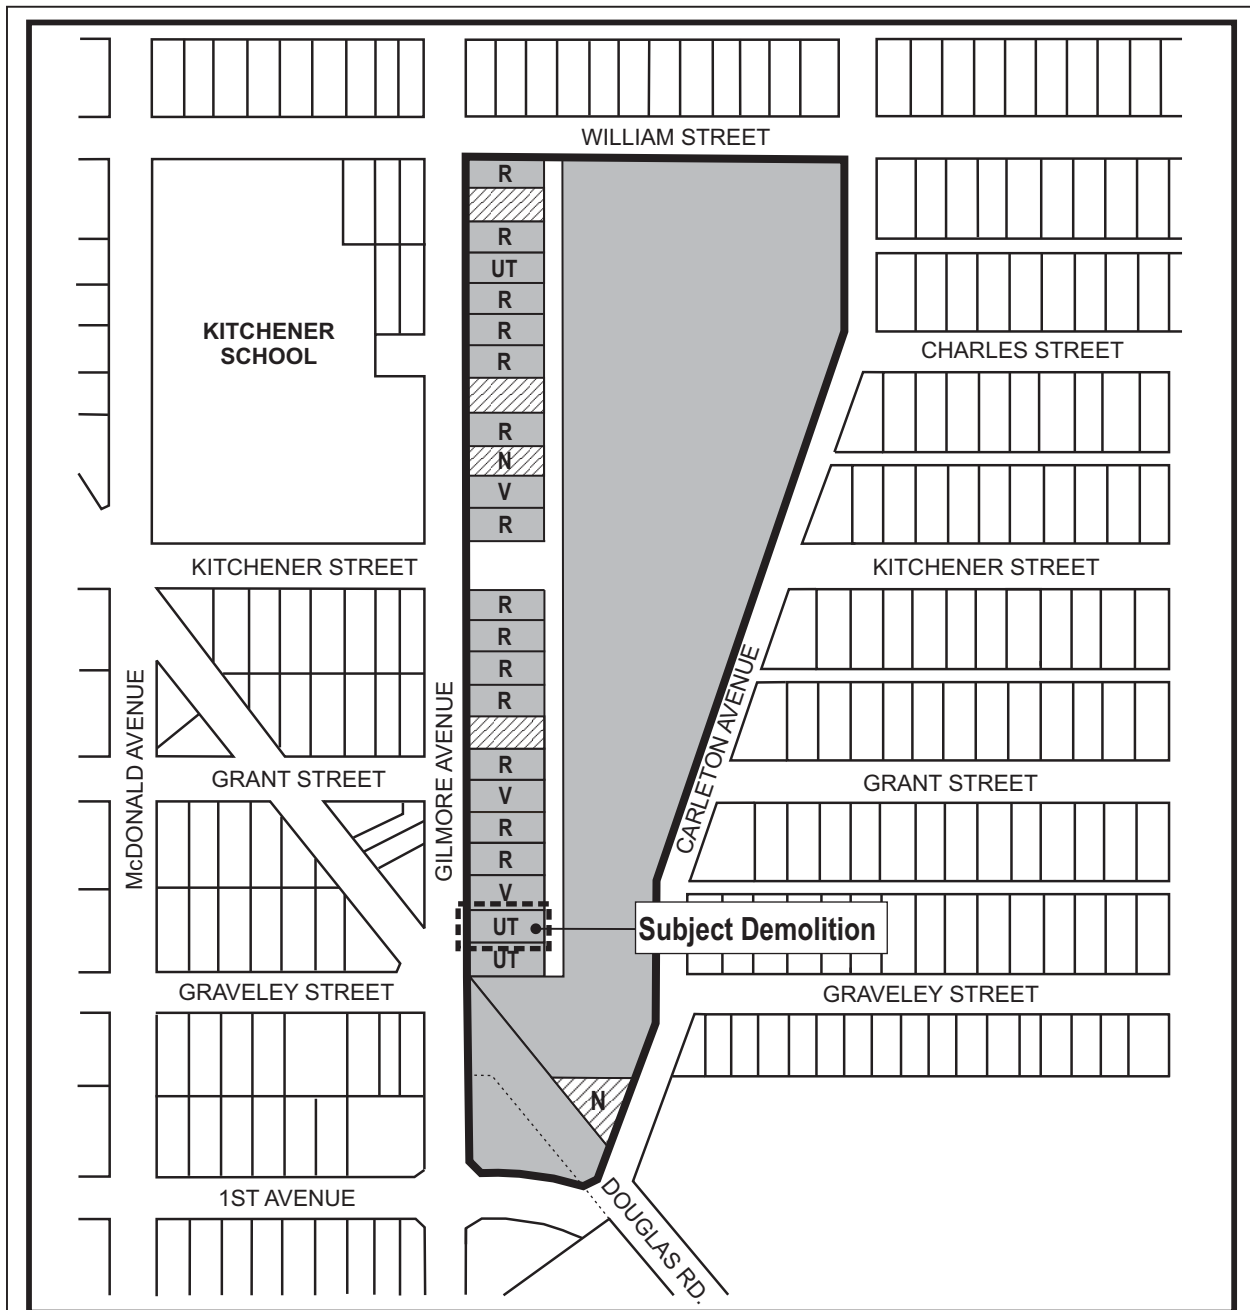 WILLIAM STREET
R
R
UT
R
R
R
KITCHENER
SCHOOL
CHARLES STREET
R
N
V
R
KITCHENER STREET
KITCHENER STREET
R
R
R
R
McDONALD AVENUE
GILMORE AVENUE
CARLETON AVENUE
R
GRANT STREET
GRANT STREET
V
R
R
V
UT
Subject Demolition
UT
GRAVELEY STREET
GRAVELEY STREET
N
1ST AVENUE
DOUGLAS RD.